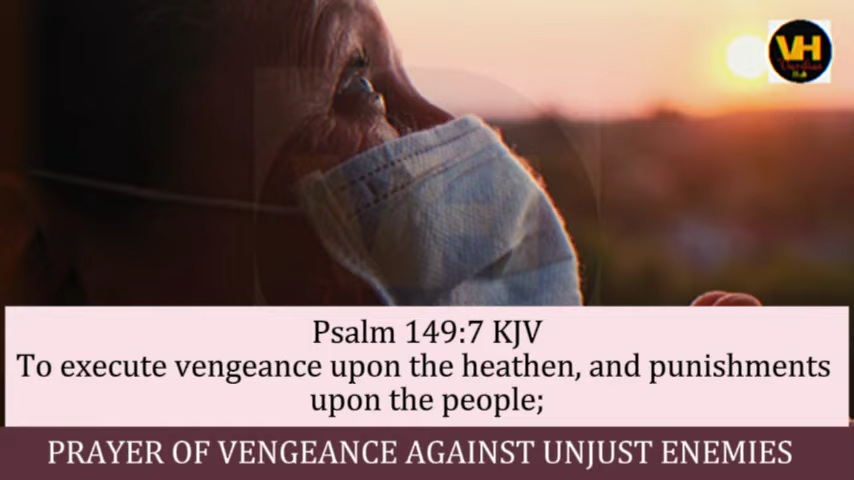 VH
Psalm 149:7 KJV
To execute vengeance upon the heathen, and punishments
upon the people;
PRAYER OF VENGEANCE AGAINST UNJUST ENEMIES